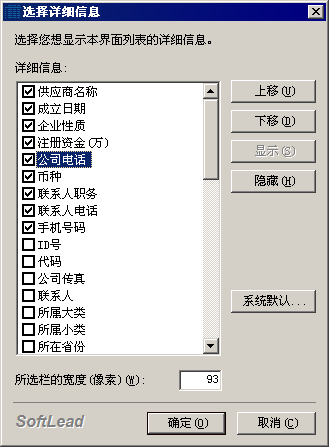 选择详细信息
选择您想显示本界面列表的详细信息。
详细信息:
供应商名称
成立日期
企业性质
注册资金(万)
公司电话
币种
联系人职务
联系人电话
手机号码
ID号
代码
公司传真
联系人
所属大类
所属小类
所在省份
上移(U)
下移(D)
显示(S)
隐藏(H)
系统默认...
所选栏的宽度(像素)(W): 93
SoftLead
确定(O)
取消(C)